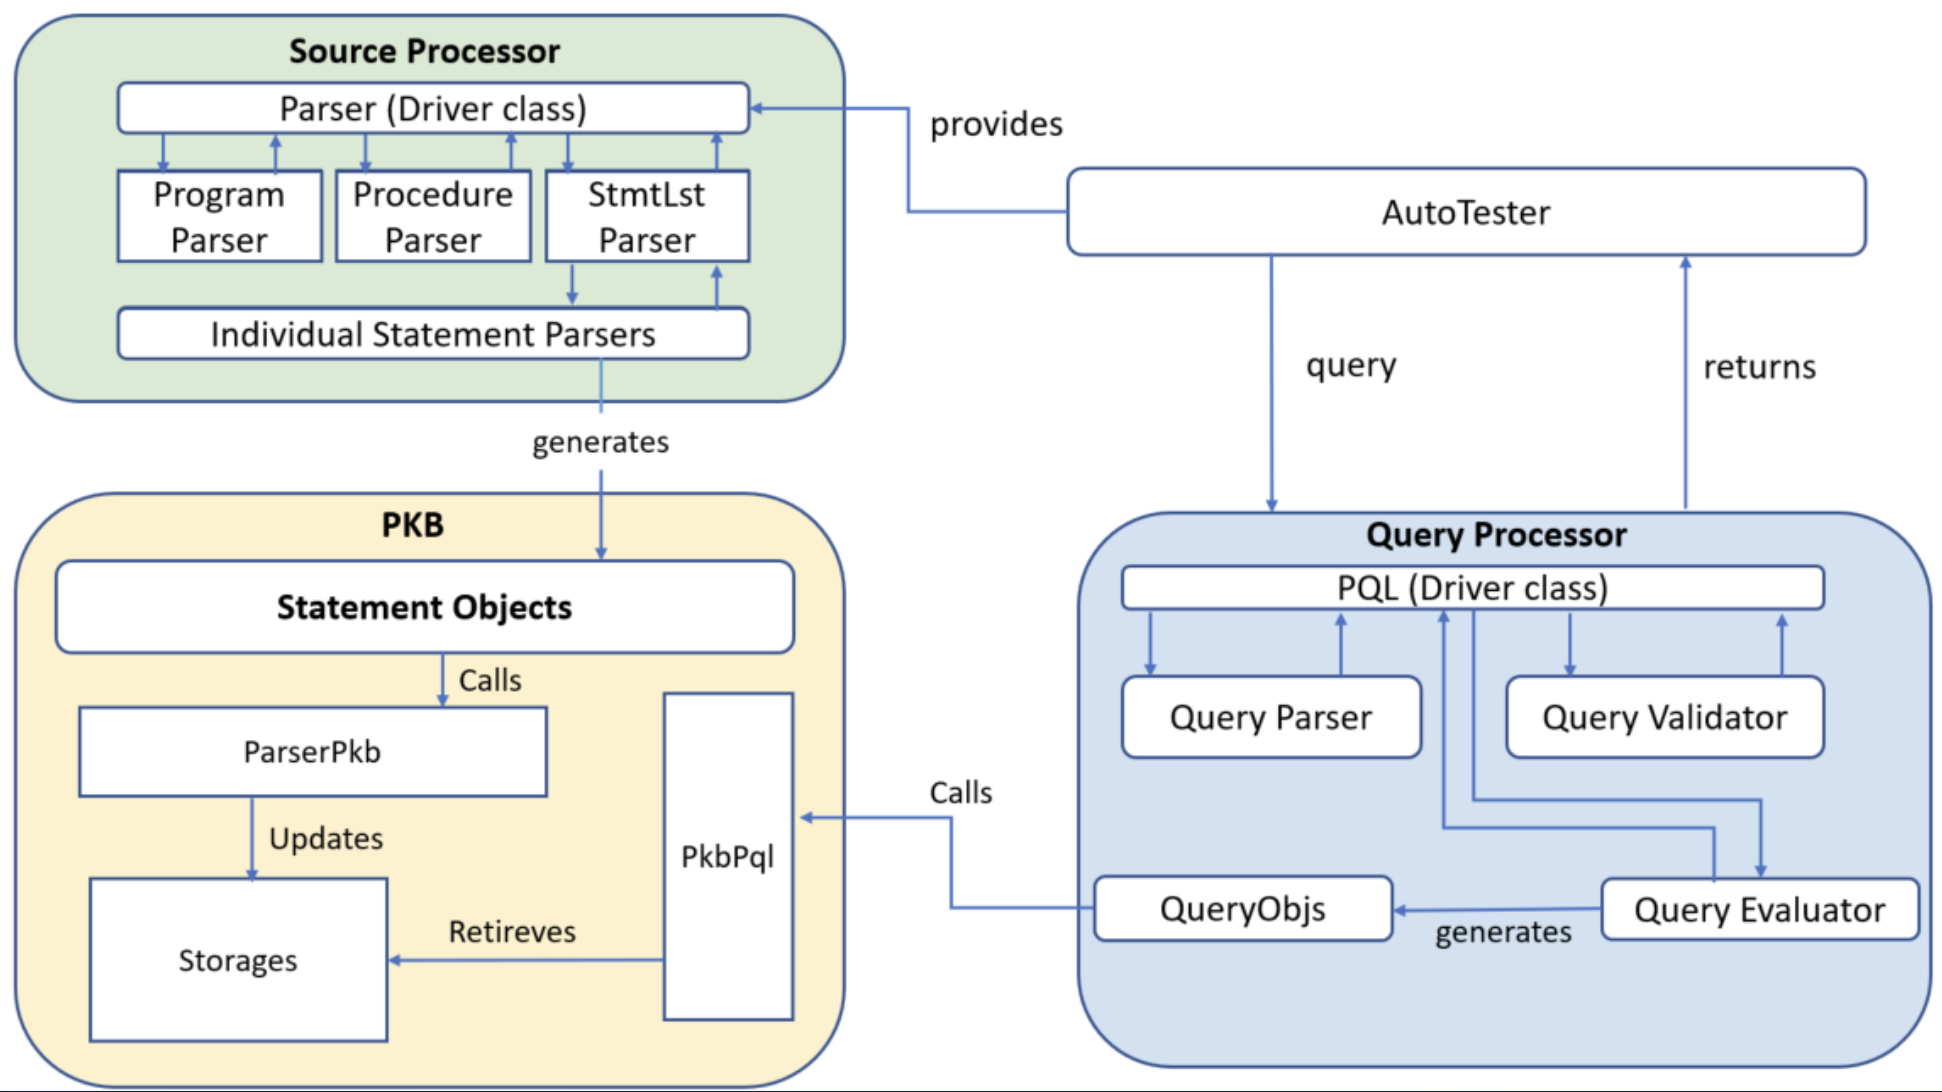 Source Processor
Parser (Driver class)
Program
Parser
Procedure
Parser
StmtLst
Parser
Individual Statement Parsers
provides
AutoTester
query
returns
generates
PKB
Statement Objects
Calls
ParserPkb
Updates
Storages
Retireves
PkbPql
Calls
Query Processor
PQL (Driver class)
Query Parser
Query Validator
QueryObjs
generates
Query Evaluator